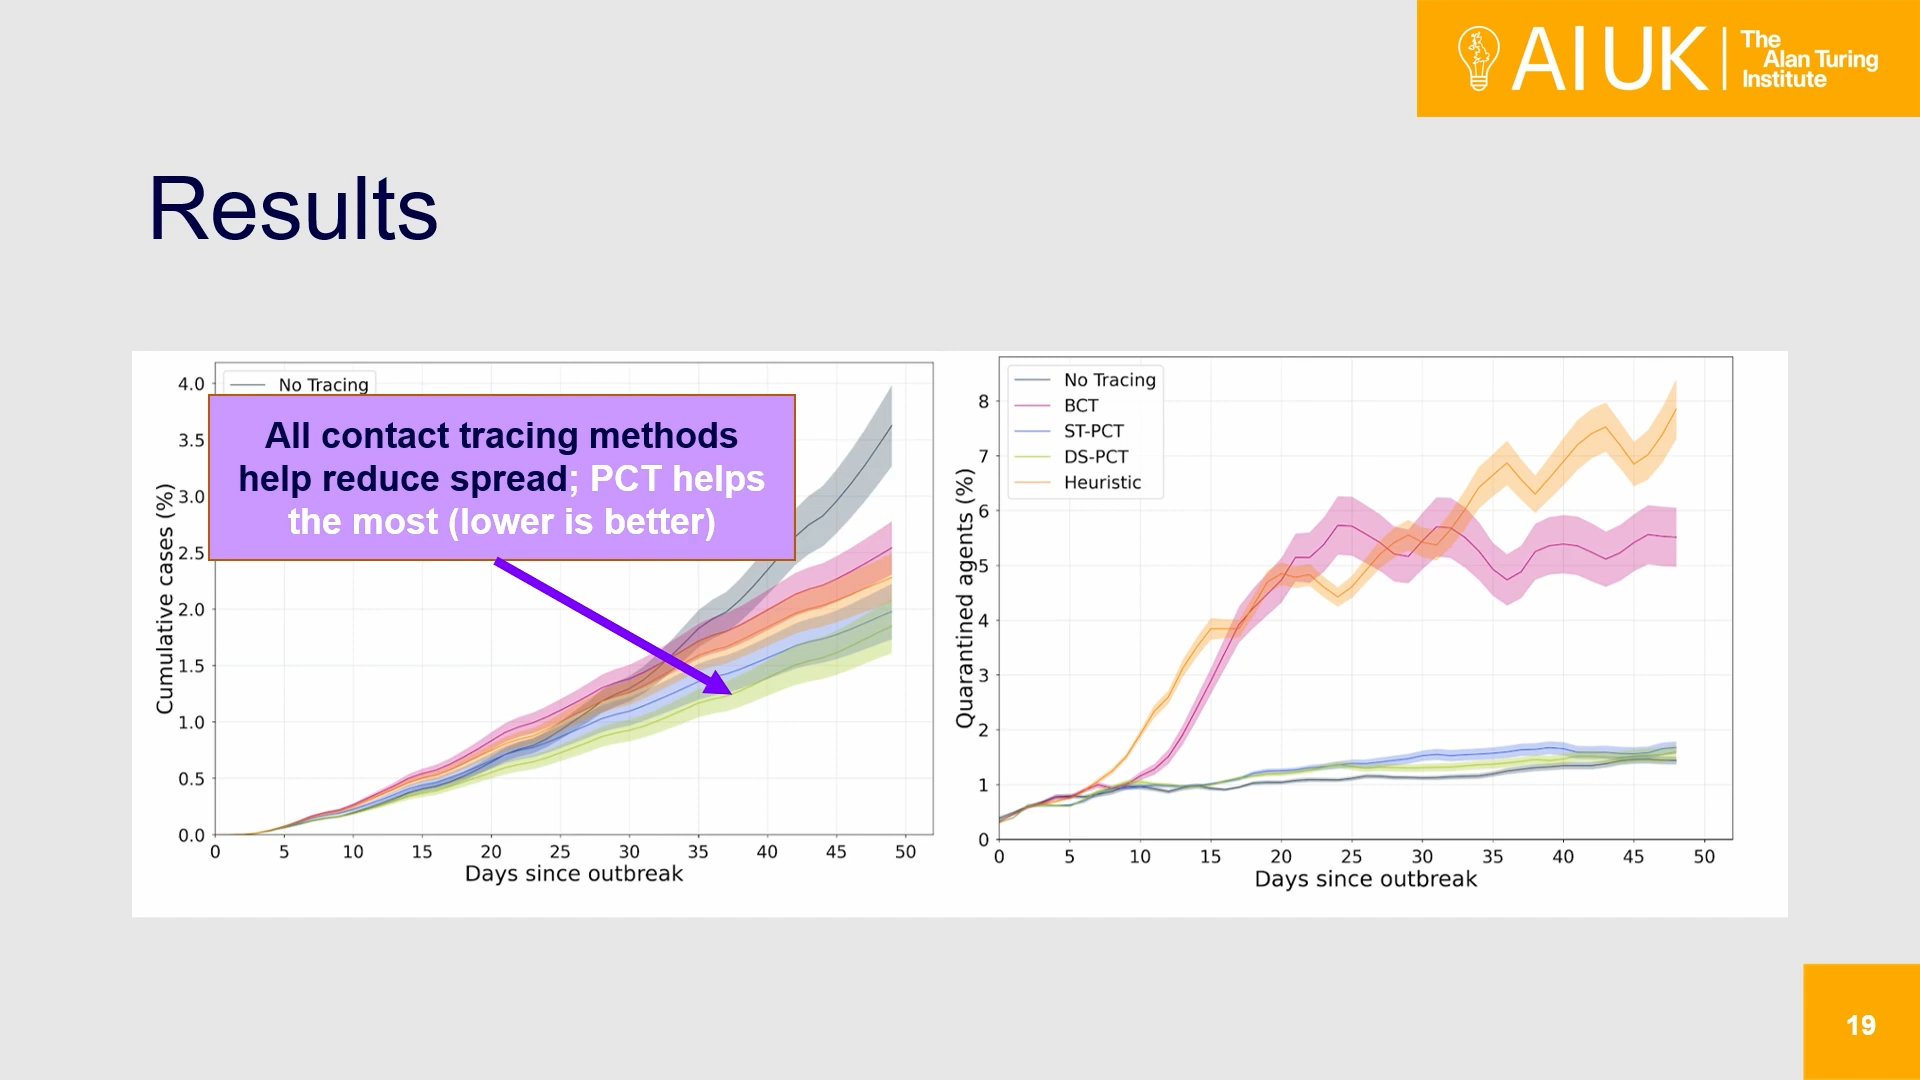 AI UK
The
Alan Turing
Institute
Results
4.0
3.5
3.0
2.5
2.0
1.5
1.0
0.5
0.0
Cumulative cases (%)
No Tracing
All contact tracing methods
help reduce spread; PCT helps
the most (lower is better)
0 5 10 15 20 25 30 35 40 45 50
Days since outbreak
8
7
6
5
4
3
2
1
0
Quarantined agents (%)
No Tracing
BCT
ST-PCT
DS-PCT
Heuristic
0 5 10 15 20 25 30 35 40 45 50
Days since outbreak
19